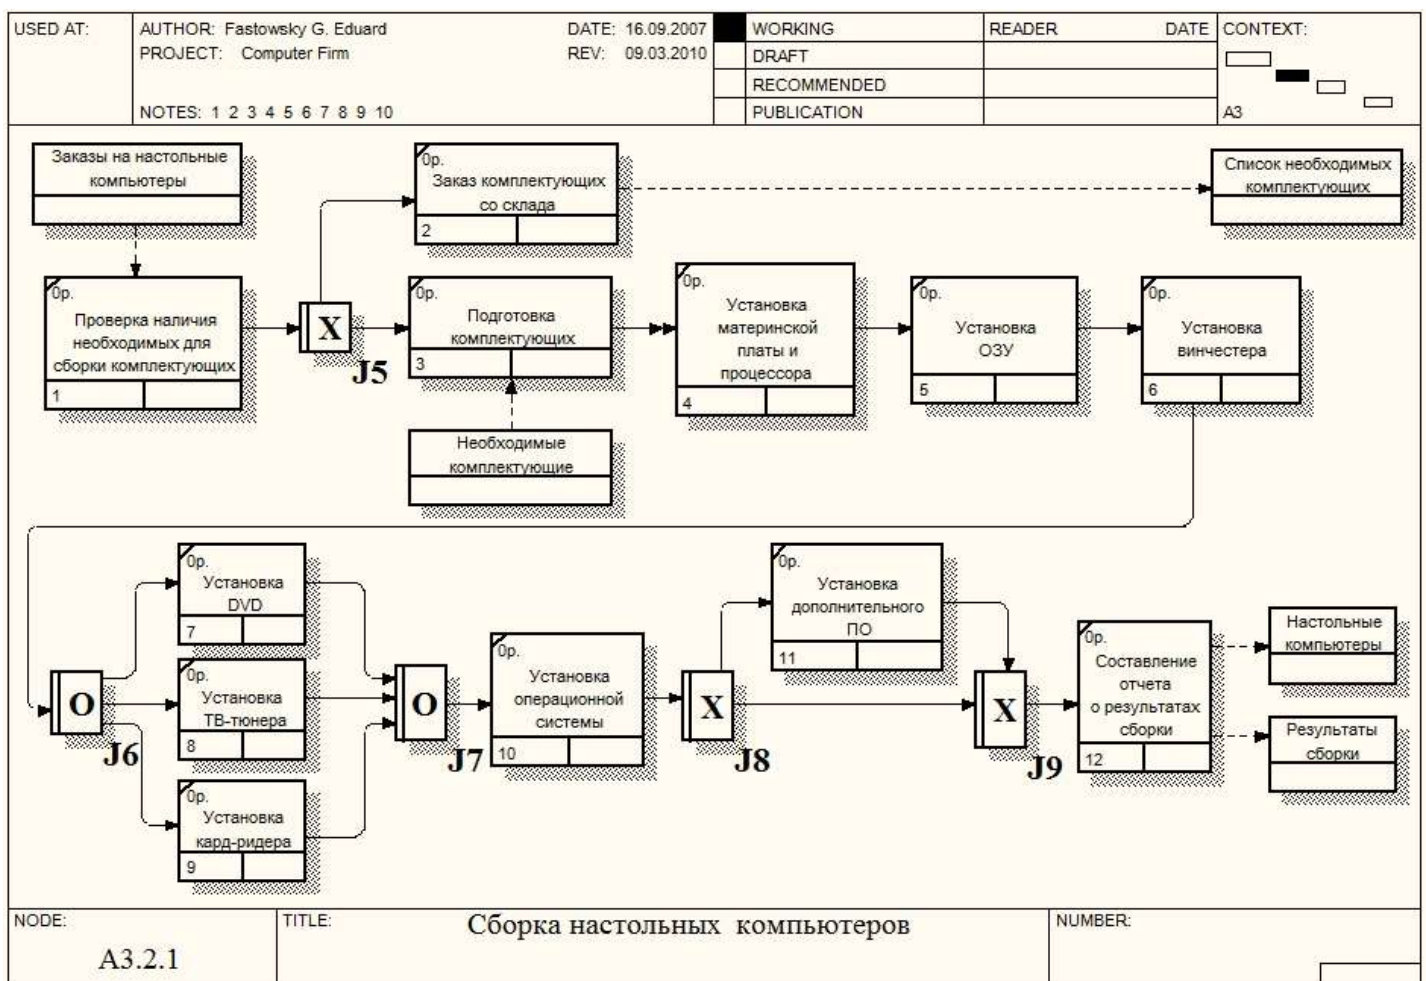 USED AT:
AUTHOR: Fastowsky G. Eduard
DATE: 16.09.2007
PROJECT: Computer Firm
REV: 09.03.2010
NOTES: 1 2 3 4 5 6 7 8 9 10
WORKING
DRAFT
RECOMMENDED
PUBLICATION
READER
DATE
CONTEXT:
A3
Заказы на настольные
компьютеры
0р.
Заказ комплектующих
со склада
2
Список необходимых
комплектующих
0р.
Проверка наличия
необходимых для
сборки комплектующих
1
X
J5
0р.
Подготовка
комплектующих
3
0р.
Установка
материнской
платы и
процессора
4
0р.
Установка
ОЗУ
5
0р.
Установка
винчестера
6
Необходимые
комплектующие
O
J6
0р.
Установка
DVD
7
0р.
Установка
ТВ-тюнера
8
0р.
Установка
кард-ридера
9
O
J7
0р.
Установка
операционной
системы
10
X
J8
0р.
Установка
дополнительного
ПО
11
X
J9
0р.
Составление
отчета
о результатах
сборки
12
Настольные
компьютеры
Результаты
сборки
NODE:
A3.2.1
TITLE:
Сборка настольных компьютеров
NUMBER: